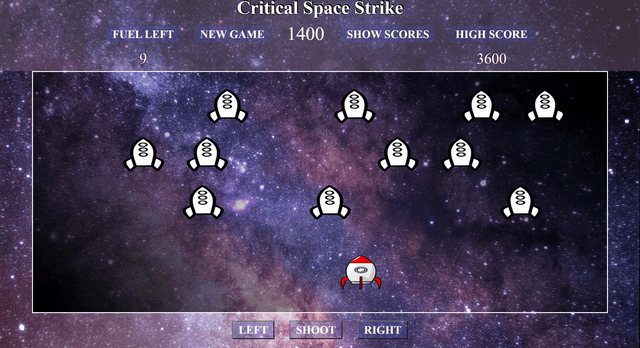 Critical Space Strike
FUEL LEFT NEW GAME 1400 SHOW SCORES HIGH SCORE
9 3600
LEFT SHOOT RIGHT